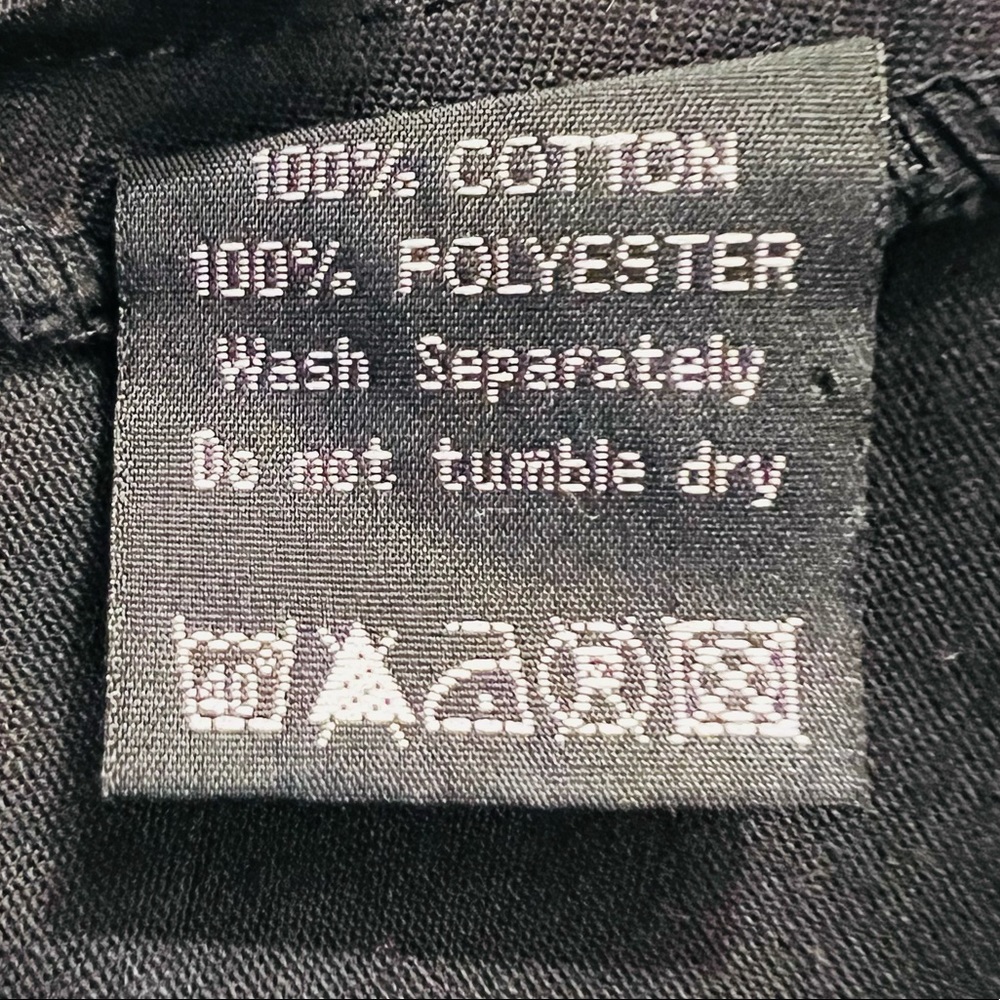 100% COTTON
100% POLYESTER
Wash Separately
Do not tumble dry